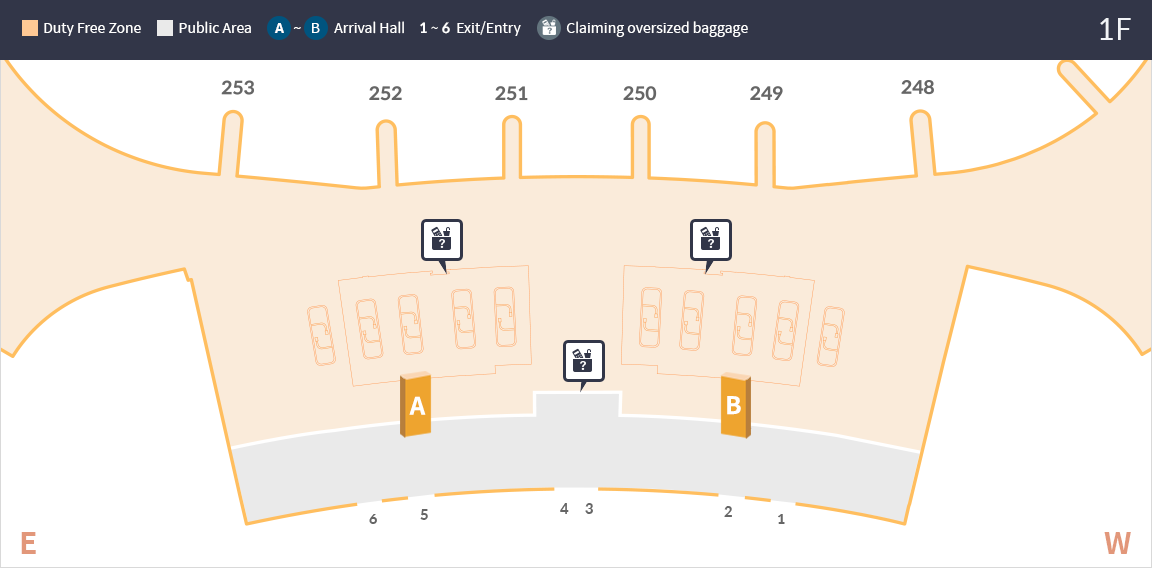 Duty Free Zone Public Area A ~ B Arrival Hall 1 ~ 6 Exit/Entry ? Claiming oversized baggage 1F
253 252 251 250 249 248
? ?
?
A B
6 5 4 3 2 1
E W